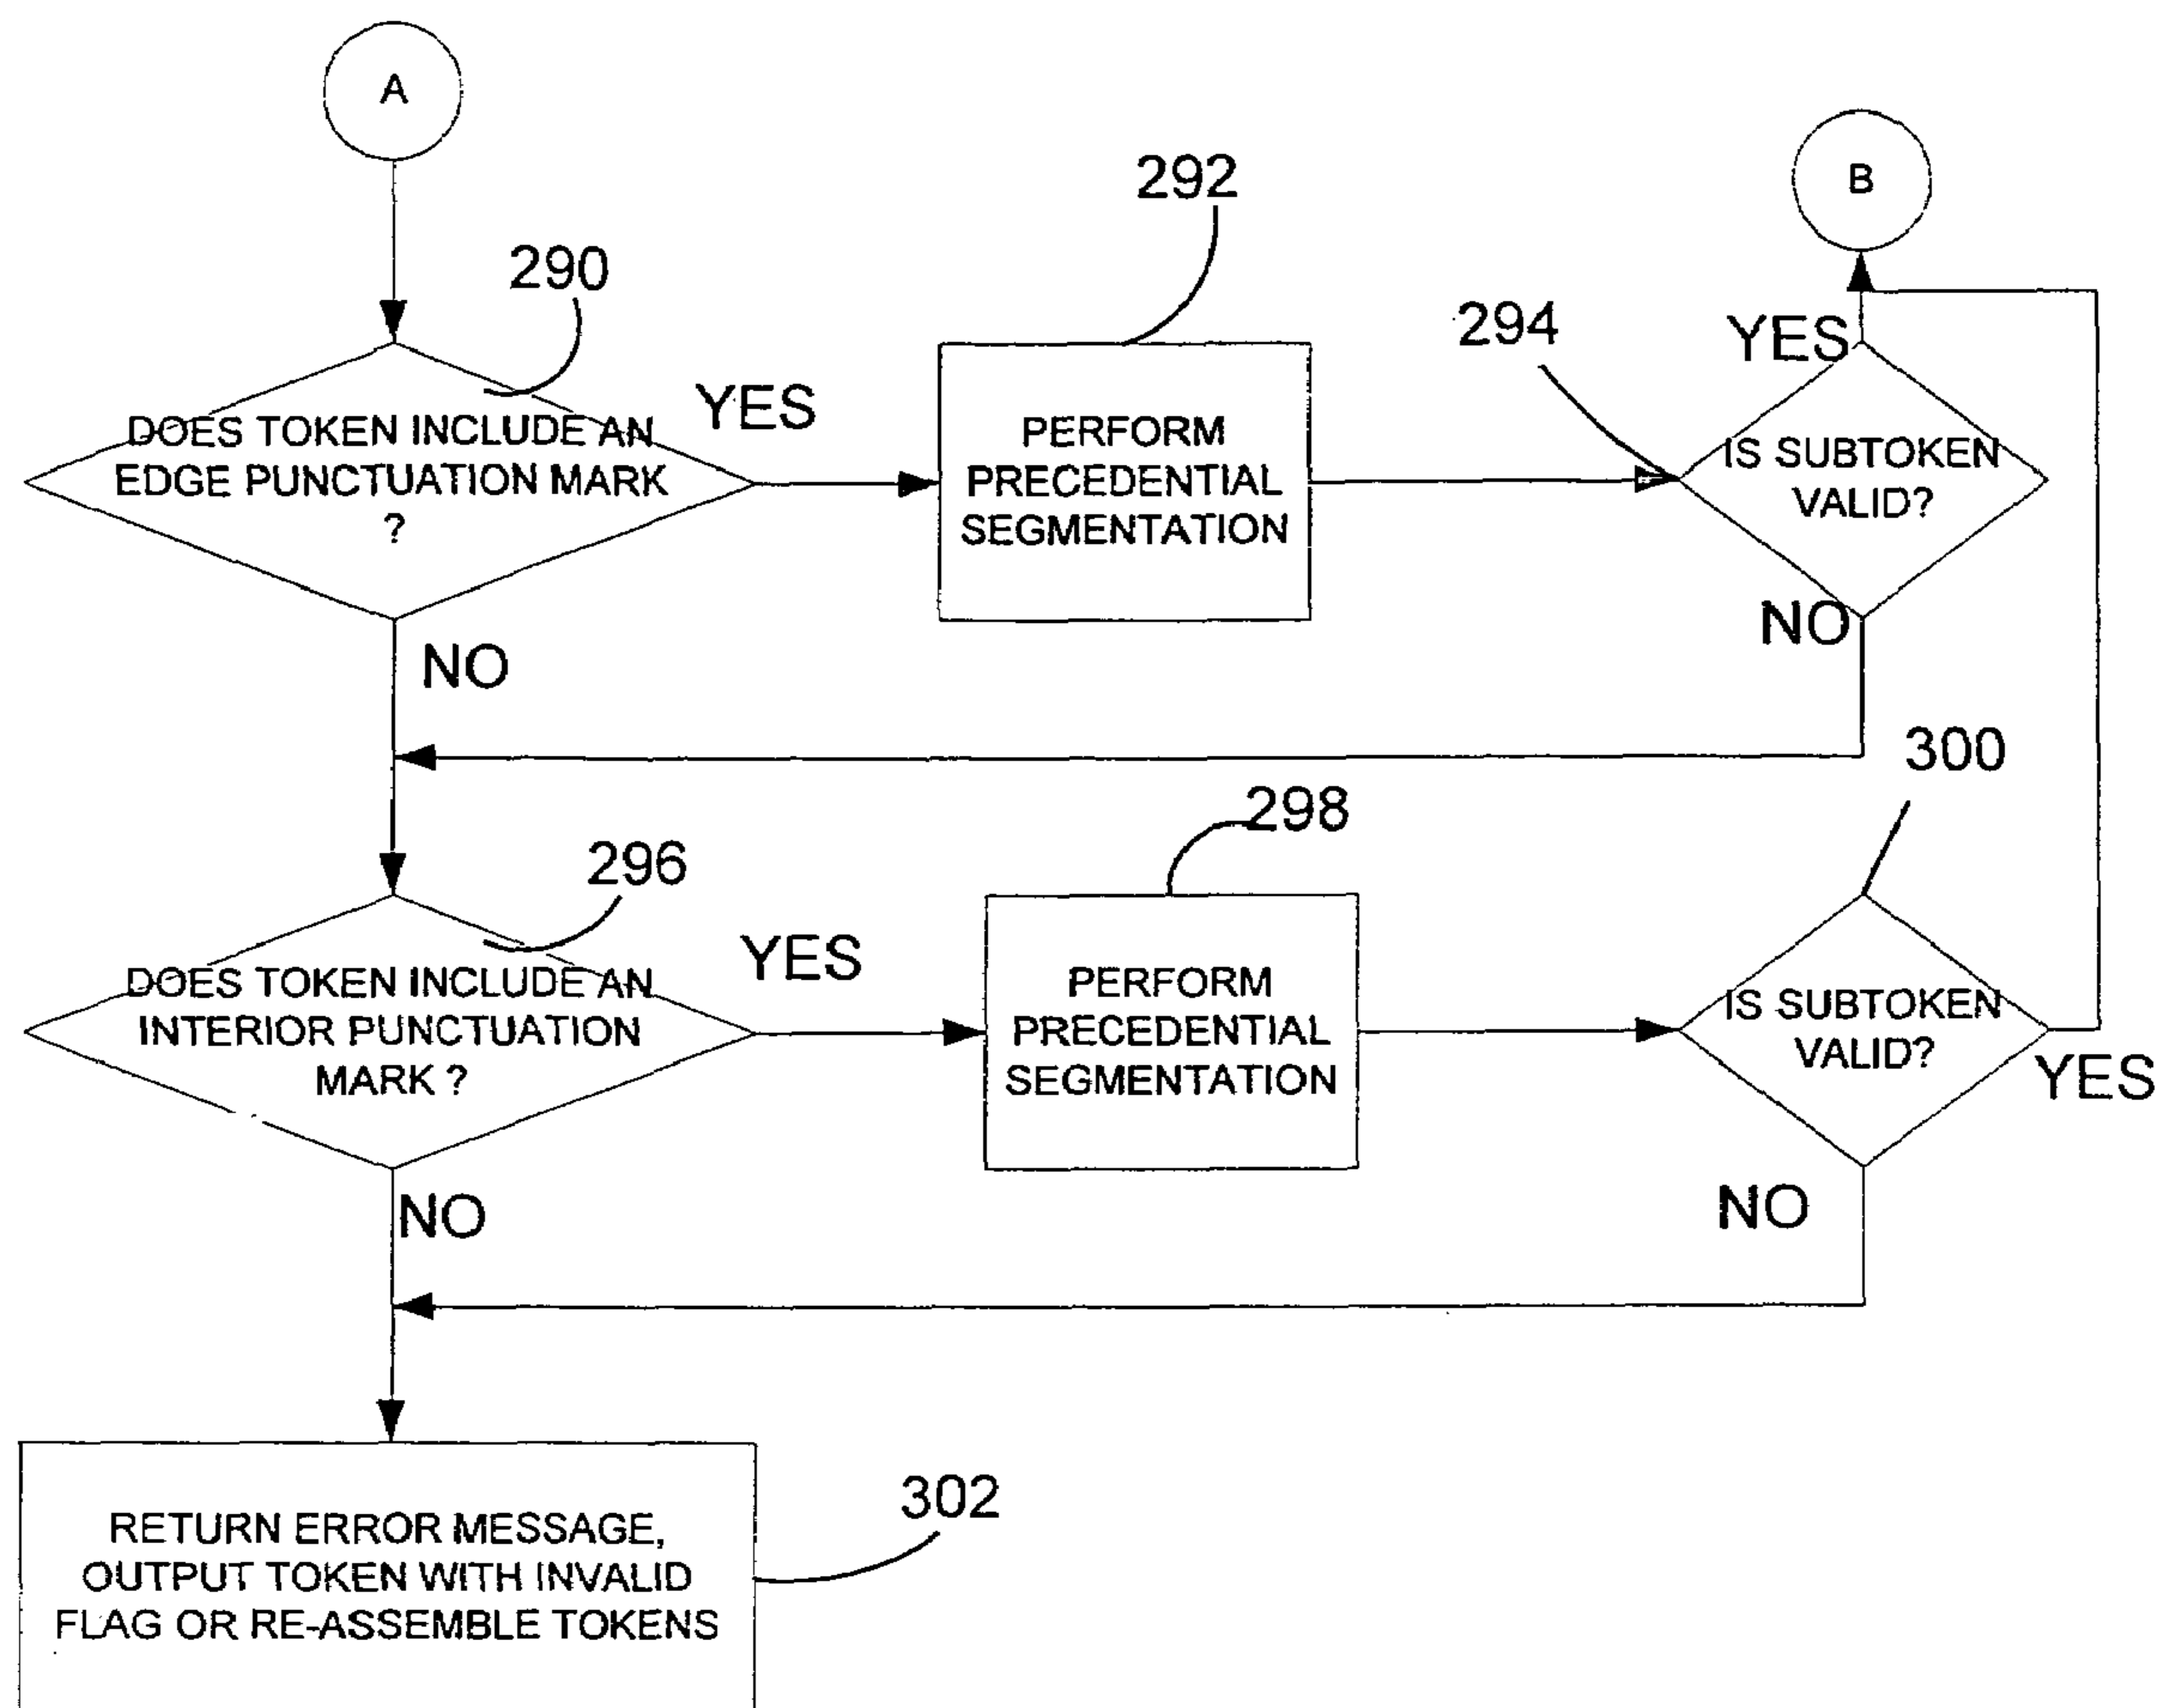 A
B
292
290
294
YES
YES
DOES TOKEN INCLUDE AN
EDGE PUNCTUATION MARK
?
PERFORM
PRECEDENTIAL
SEGMENTATION
IS SUBTOKEN
VALID?
NO
NO
300
298
296
YES
DOES TOKEN INCLUDE AN
INTERIOR PUNCTUATION
MARK ?
PERFORM
PRECEDENTIAL
SEGMENTATION
IS SUBTOKEN
VALID?
YES
NO
NO
302
RETURN ERROR MESSAGE,
OUTPUT TOKEN WITH INVALID
FLAG OR RE-ASSEMBLE TOKENS